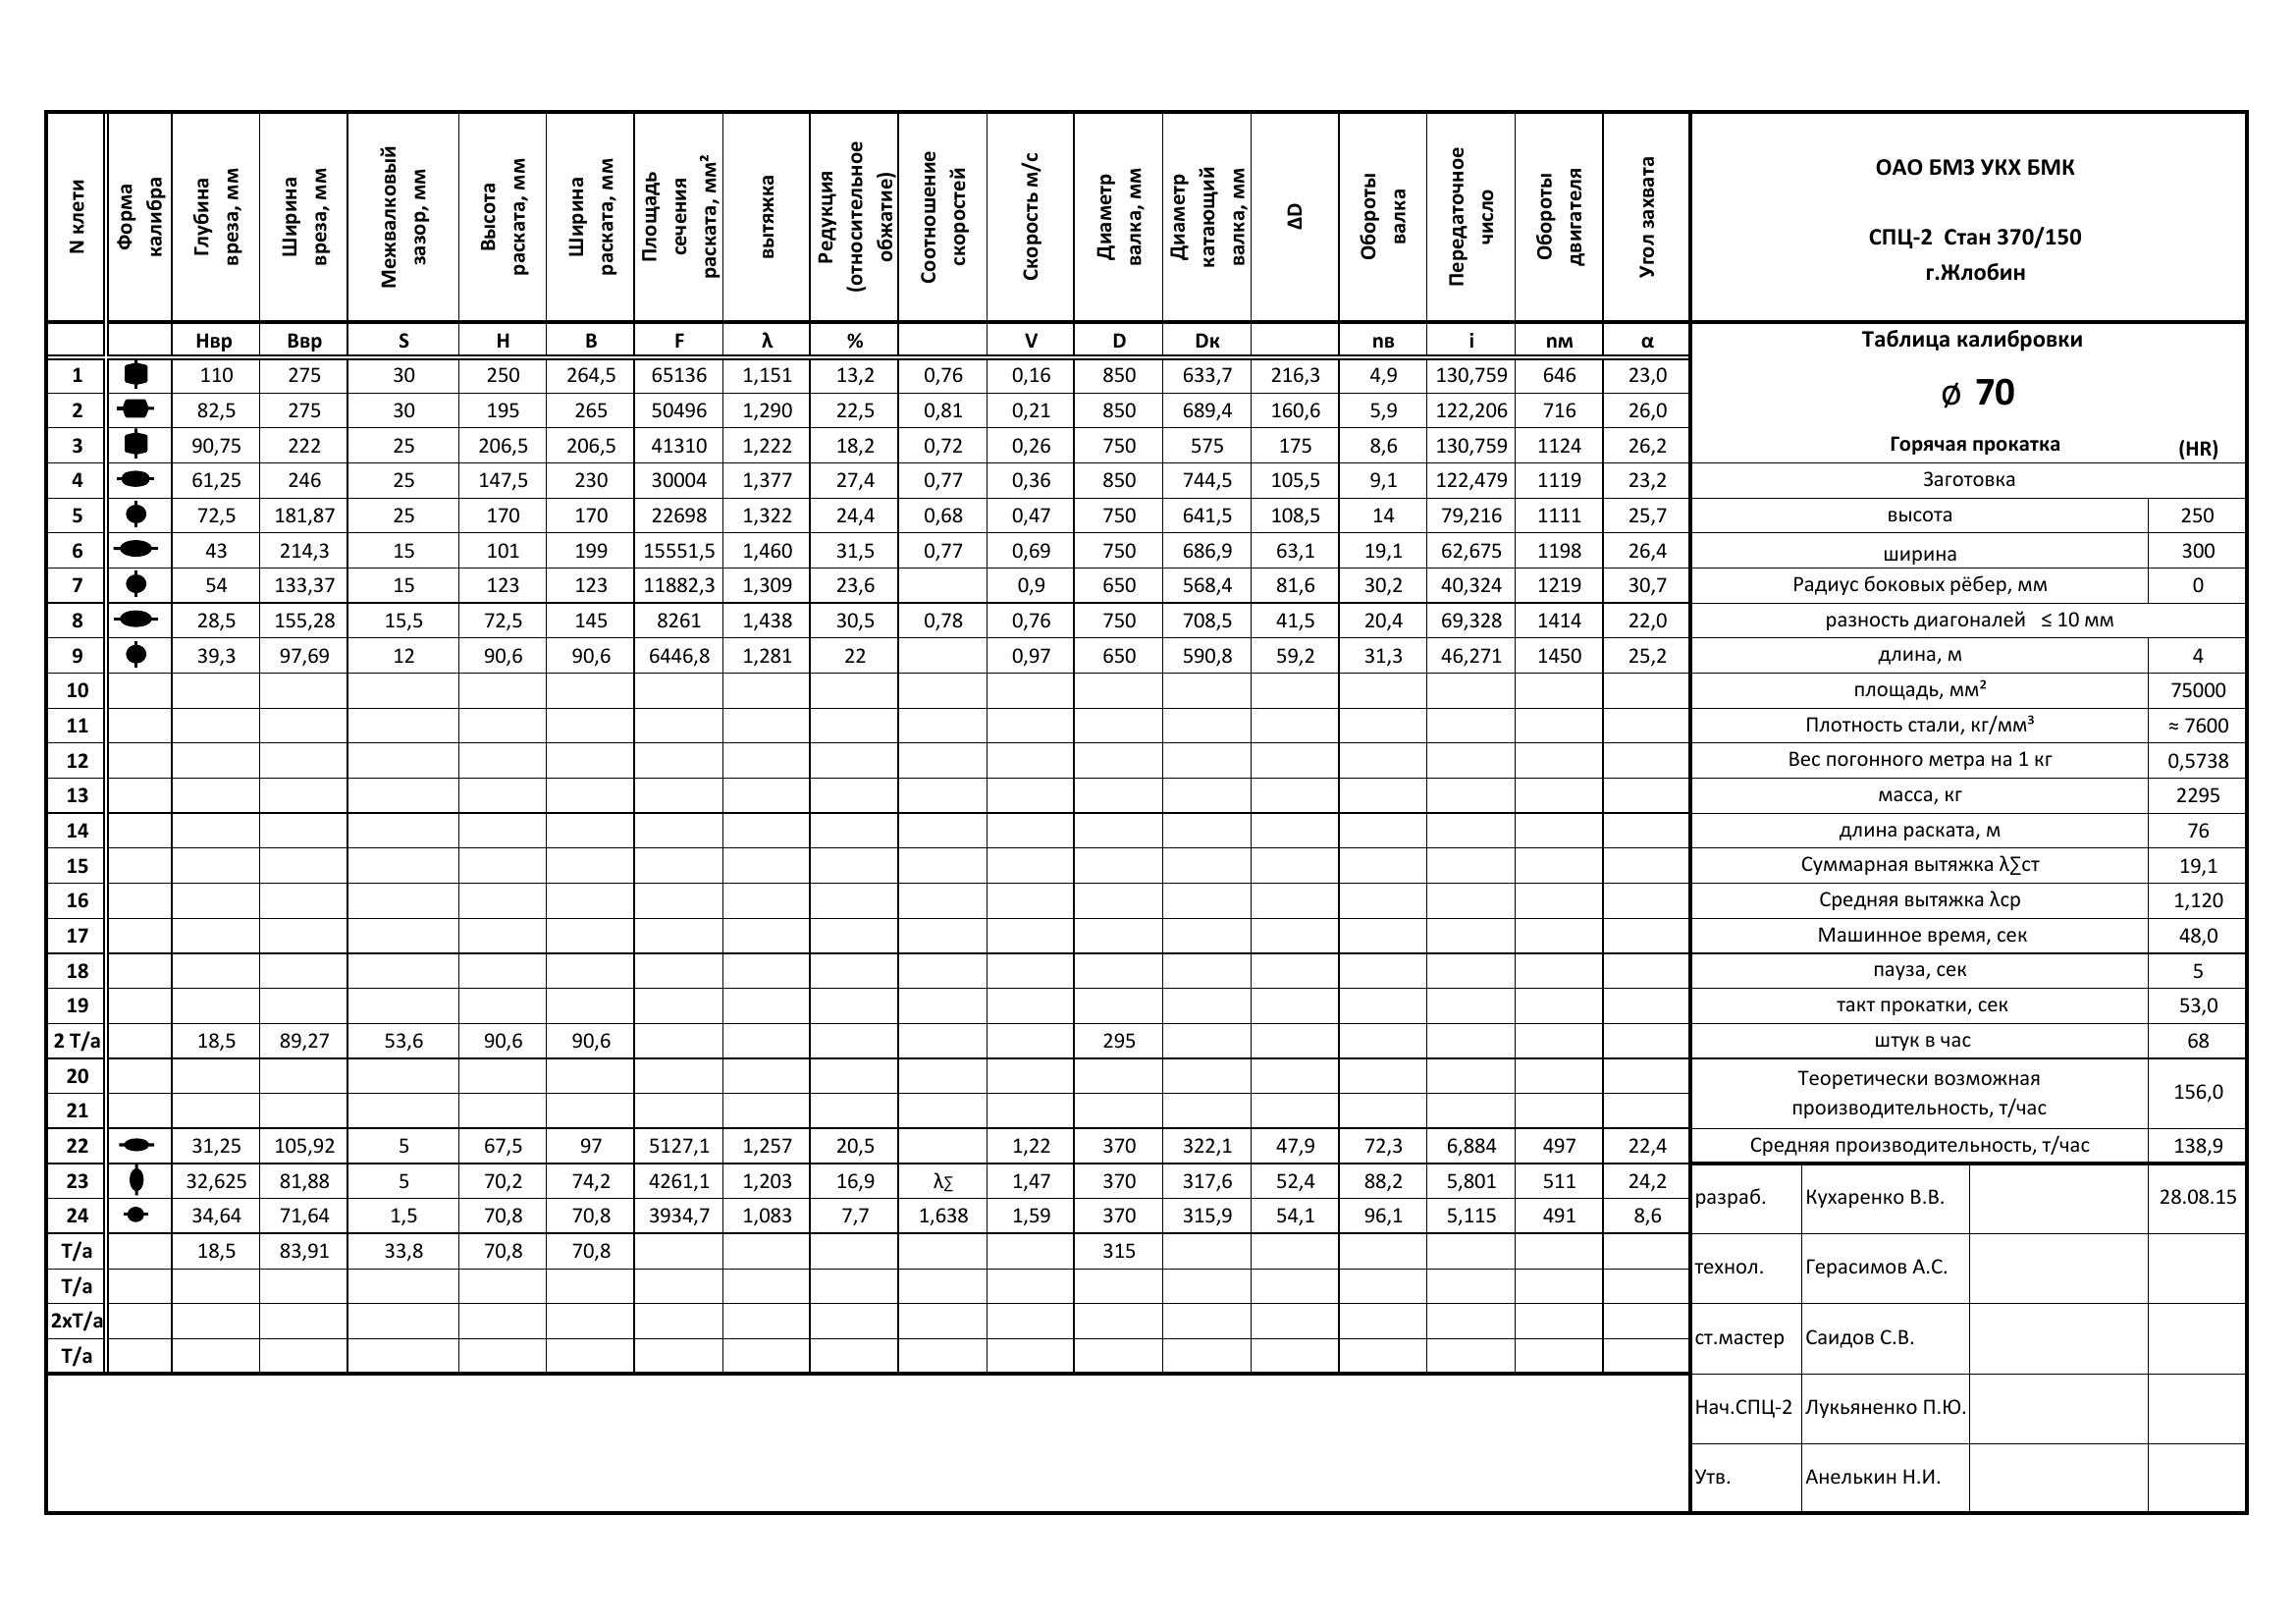 N клети Форма калибра Глубина вреза, мм Ширина вреза, мм Межвалковый зазор, мм Высота раската, мм Ширина раската, мм Площадь сечения раската, мм² вытяжка Редукция (относительное обжатие) Соотношение скоростей Скорость м/с Диаметр валка, мм Диаметр катающий валка, мм ΔD Обороты валка Передаточное число Обороты двигателя Угол захвата
Нвр Ввр S H B F λ % V D Dк nв i nм α
1 110 275 30 250 264,5 65136 1,151 13,2 0,76 0,16 850 633,7 216,3 4,9 130,759 646 23,0
2 82,5 275 30 195 265 50496 1,290 22,5 0,81 0,21 850 689,4 160,6 5,9 122,206 716 26,0
3 90,75 222 25 206,5 206,5 41310 1,222 18,2 0,72 0,26 750 575 175 8,6 130,759 1124 26,2
4 61,25 246 25 147,5 230 30004 1,377 27,4 0,77 0,36 850 744,5 105,5 9,1 122,479 1119 23,2
5 72,5 181,87 25 170 170 22698 1,322 24,4 0,68 0,47 750 641,5 108,5 14 79,216 1111 25,7
6 43 214,3 15 101 199 15551,5 1,460 31,5 0,77 0,69 750 686,9 63,1 19,1 62,675 1198 26,4
7 54 133,37 15 123 123 11882,3 1,309 23,6 0,9 650 568,4 81,6 30,2 40,324 1219 30,7
8 28,5 155,28 15,5 72,5 145 8261 1,438 30,5 0,78 0,76 750 708,5 41,5 20,4 69,328 1414 22,0
9 39,3 97,69 12 90,6 90,6 6446,8 1,281 22 0,97 650 590,8 59,2 31,3 46,271 1450 25,2
10
11
12
13
14
15
16
17
18
19
2 Т/а 18,5 89,27 53,6 90,6 90,6 295
20
21
22 31,25 105,92 5 67,5 97 5127,1 1,257 20,5 1,22 370 322,1 47,9 72,3 6,884 497 22,4
23 32,625 81,88 5 70,2 74,2 4261,1 1,203 16,9 λ∑ 1,47 370 317,6 52,4 88,2 5,801 511 24,2
24 34,64 71,64 1,5 70,8 70,8 3934,7 1,083 7,7 1,638 1,59 370 315,9 54,1 96,1 5,115 491 8,6
Т/а 18,5 83,91 33,8 70,8 70,8 315
Т/а
2хТ/а
Т/а
ОАО БМЗ УКХ БМК
СПЦ-2 Стан 370/150
г.Жлобин
Таблица калибровки
Ø 70
Горячая прокатка (HR)
Заготовка
высота 250
ширина 300
Радиус боковых рёбер, мм 0
разность диагоналей ≤ 10 мм
длина, м 4
площадь, мм² 75000
Плотность стали, кг/мм³ ≈ 7600
Вес погонного метра на 1 кг 0,5738
масса, кг 2295
длина раската, м 76
Суммарная вытяжка λ∑ст 19,1
Средняя вытяжка λср 1,120
Машинное время, сек 48,0
пауза, сек 5
такт прокатки, сек 53,0
штук в час 68
Теоретически возможная
производительность, т/час 156,0
Средняя производительность, т/час 138,9
разраб. Кухаренко В.В. 28.08.15
технол. Герасимов А.С.
ст.мастер Саидов С.В.
Нач.СПЦ-2 Лукьяненко П.Ю.
Утв. Анелькин Н.И.